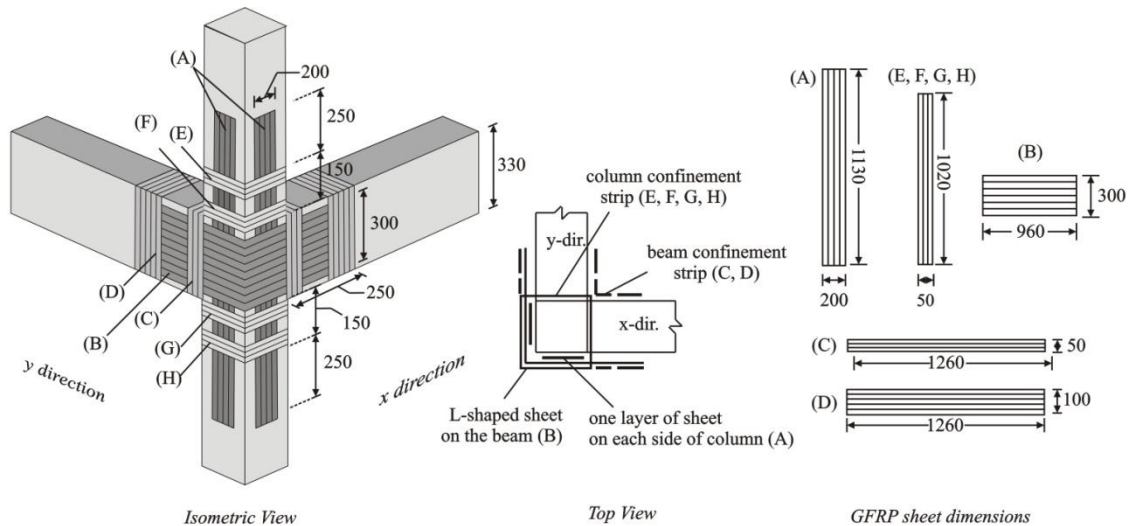 (A)
200
(F)
(E)
250
150
330
300
250
150
250
(D)
(C)
(B)
(G)
(H)
y direction
x direction
Isometric View
column confinement
strip (E, F, G, H)
y-dir.
beam confinement
strip (C, D)
x-dir.
L-shaped sheet
on the beam (B)
one layer of sheet
on each side of column (A)
Top View
(A)
1130
200
(E, F, G, H)
1020
50
(B)
300
960
(C)
50
1260
(D)
100
1260
GFRP sheet dimensions